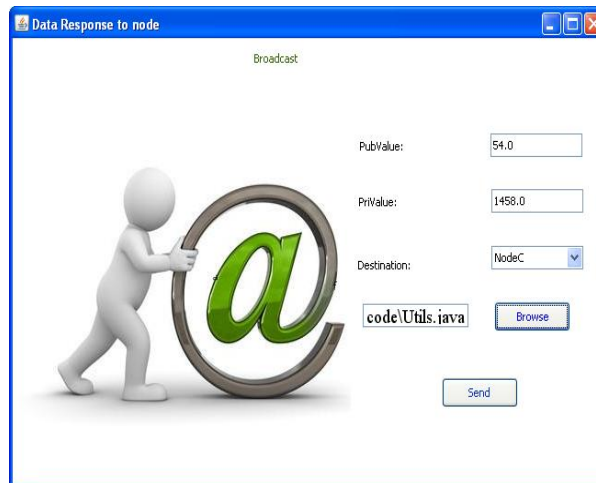 Data Response to node
Broadcast
PubValue:
54.0
PriValue:
1458.0
Destination:
NodeC
code\Utils.java
Browse
Send